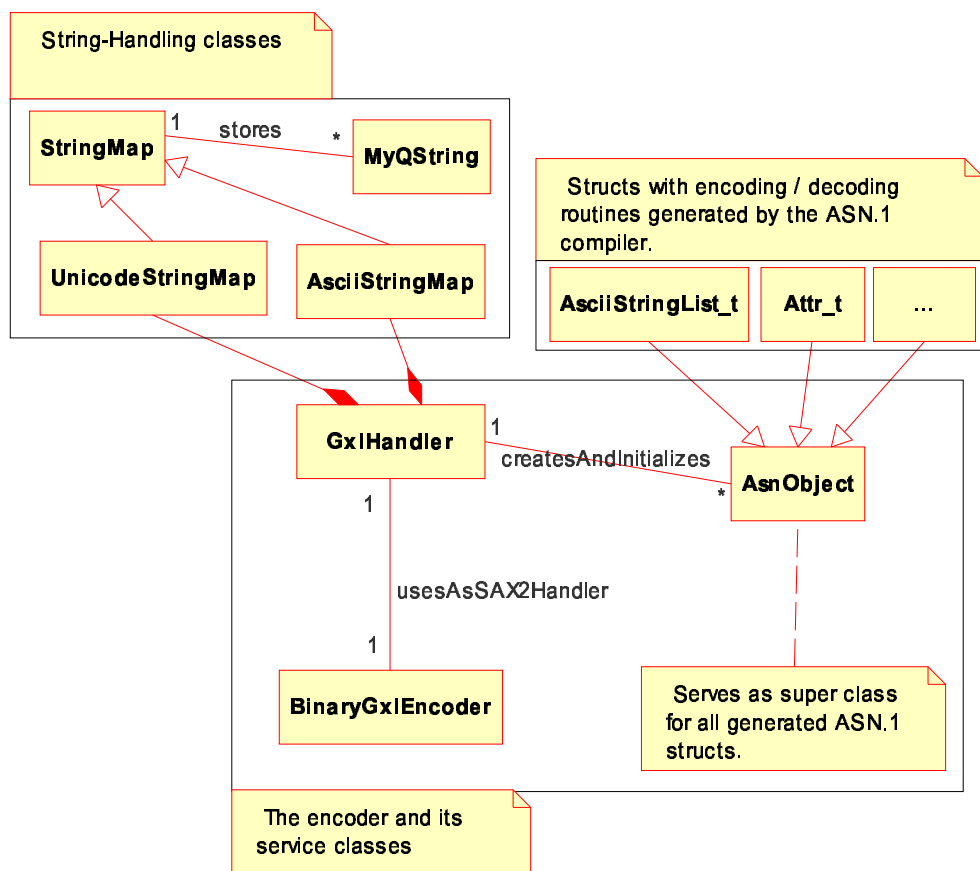 String-Handling classes
StringMap
1
stores
*
MyQString
UnicodeStringMap
AsciiStringMap
Structs with encoding / decoding
routines generated by the ASN.1
compiler.
AsciiStringList_t
Attr_t
...
GxlHandler
1
createsAndInitializes
*
AsnObject
1
usesAsSAX2Handler
1
BinaryGxlEncoder
Serves as super class
for all generated ASN.1
structs.
The encoder and its
service classes